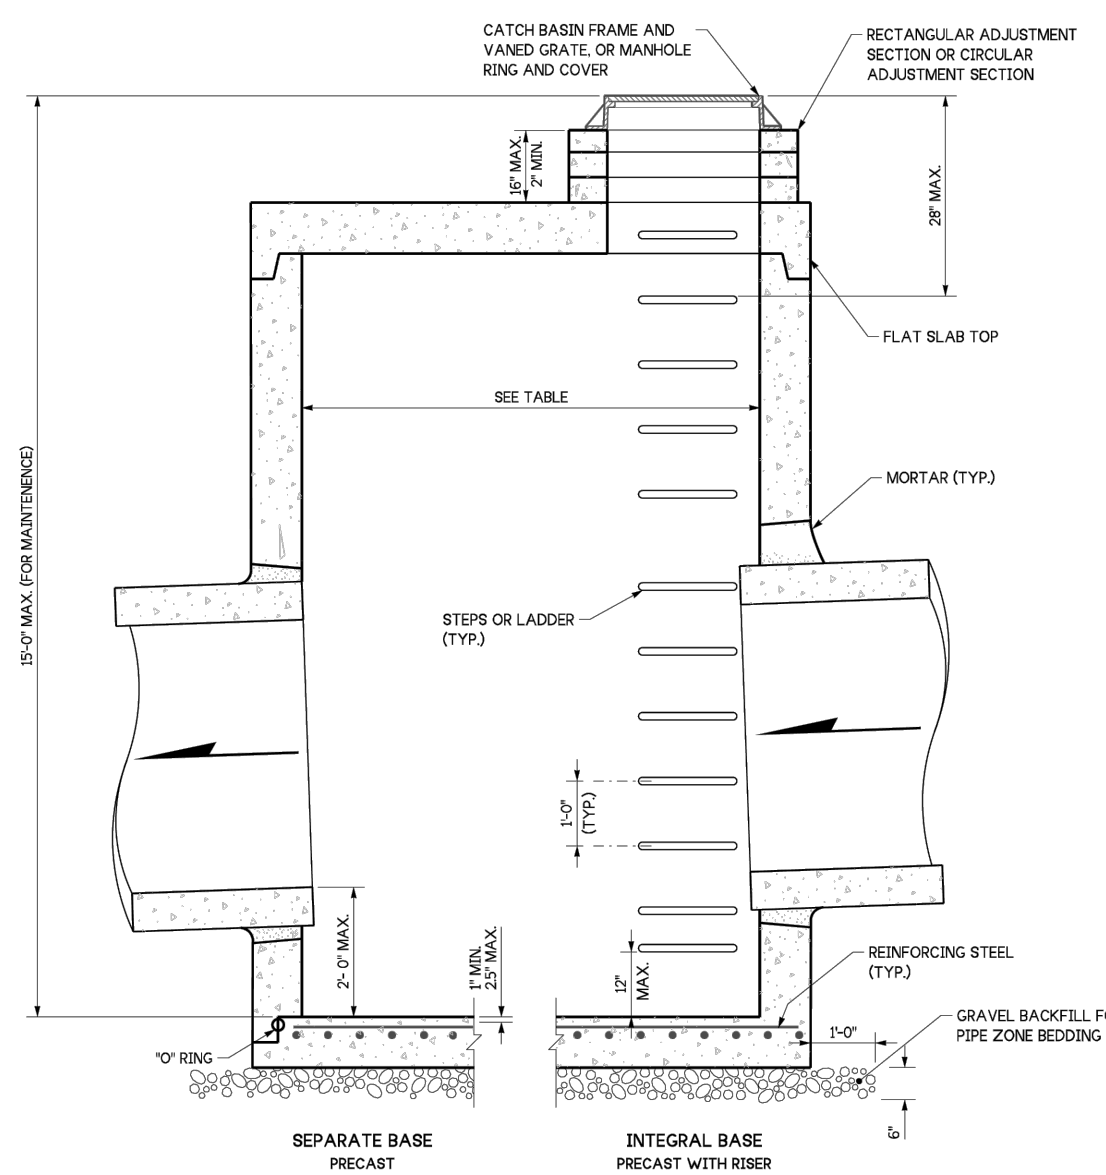 CATCH BASIN FRAME AND
VANED GRATE, OR MANHOLE
RING AND COVER
RECTANGULAR ADJUSTMENT
SECTION OR CIRCULAR
ADJUSTMENT SECTION
16" MAX.
2" MIN.
28" MAX.
FLAT SLAB TOP
SEE TABLE
MORTAR (TYP.)
15'-0" MAX. (FOR MAINTENENCE)
STEPS OR LADDER
(TYP.)
1'-0"
(TYP.)
2'- 0" MAX.
1" MIN.
2.5" MAX.
12"
MAX.
REINFORCING STEEL
(TYP.)
GRAVEL BACKFILL FO
PIPE ZONE BEDDING
1'-0"
"O" RING
6"
SEPARATE BASE
PRECAST
INTEGRAL BASE
PRECAST WITH RISER